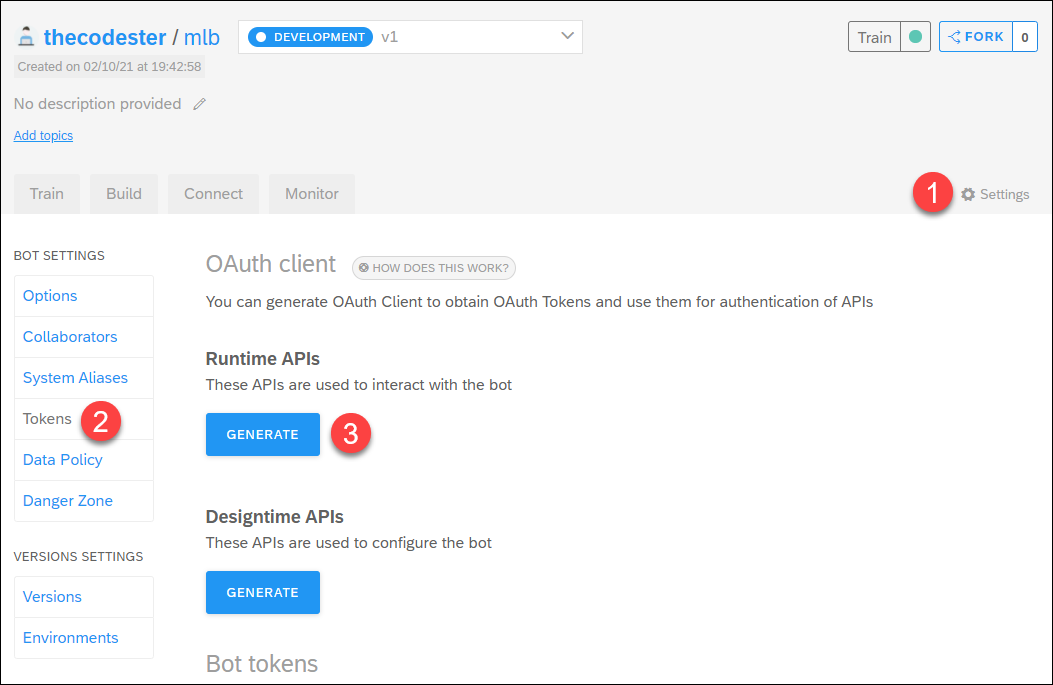 thecodester / mlb
DEVELOPMENT v1
Train
FORK 0
Created on 02/10/21 at 19:42:58
No description provided
Add topics
Train
Build
Connect
Monitor
1
Settings
BOT SETTINGS
Options
Collaborators
System Aliases
Tokens
2
Data Policy
Danger Zone
VERSIONS SETTINGS
Versions
Environments
OAuth client
HOW DOES THIS WORK?
You can generate OAuth Client to obtain OAuth Tokens and use them for authentication of APIs
Runtime APIs
These APIs are used to interact with the bot
GENERATE
3
Designtime APIs
These APIs are used to configure the bot
GENERATE
Bot tokens